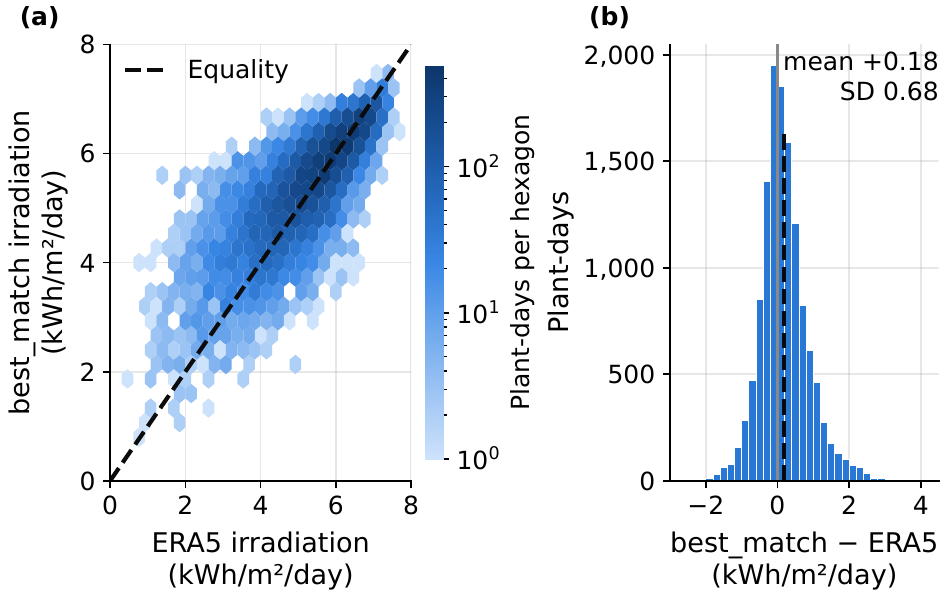 (a)
8
6
4
2
0
0 2 4 6 8
Equality
best_match irradiation
(kWh/m²/day)
ERA5 irradiation
(kWh/m²/day)
10²
10¹
10⁰
Plant-days per hexagon
(b)
2,000
1,500
1,000
500
0
−2 0 2 4
mean +0.18
SD 0.68
Plant-days
best_match − ERA5
(kWh/m²/day)